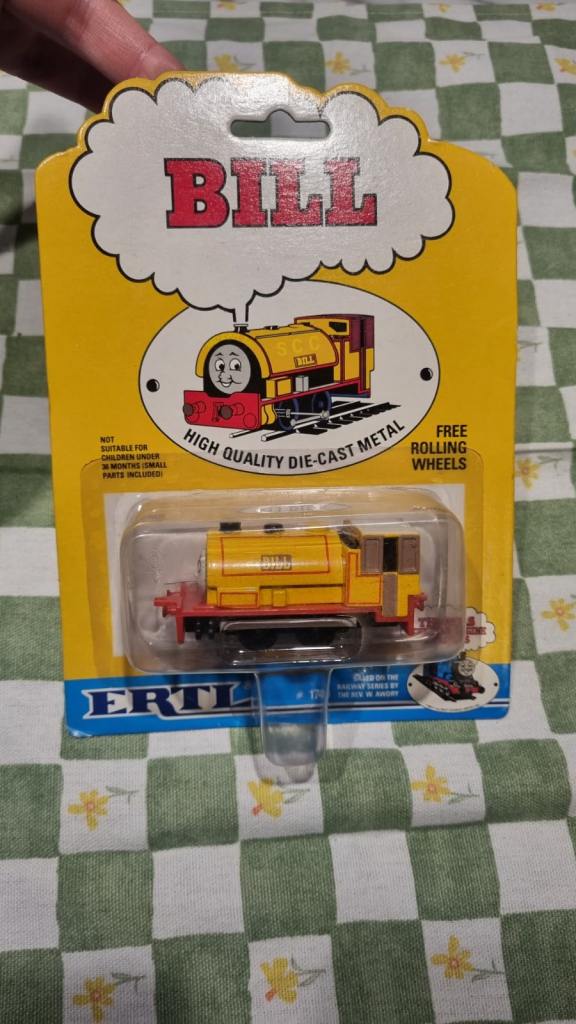 BILL
S C C
BILL
HIGH QUALITY DIE-CAST METAL
NOT
SUITABLE FOR
CHILDREN UNDER
36 MONTHS (SMALL
PARTS INCLUDED)
FREE
ROLLING
WHEELS
BILL
ERTL
BASED ON THE
RAILWAY SERIES BY
THE REV. W. AWDRY